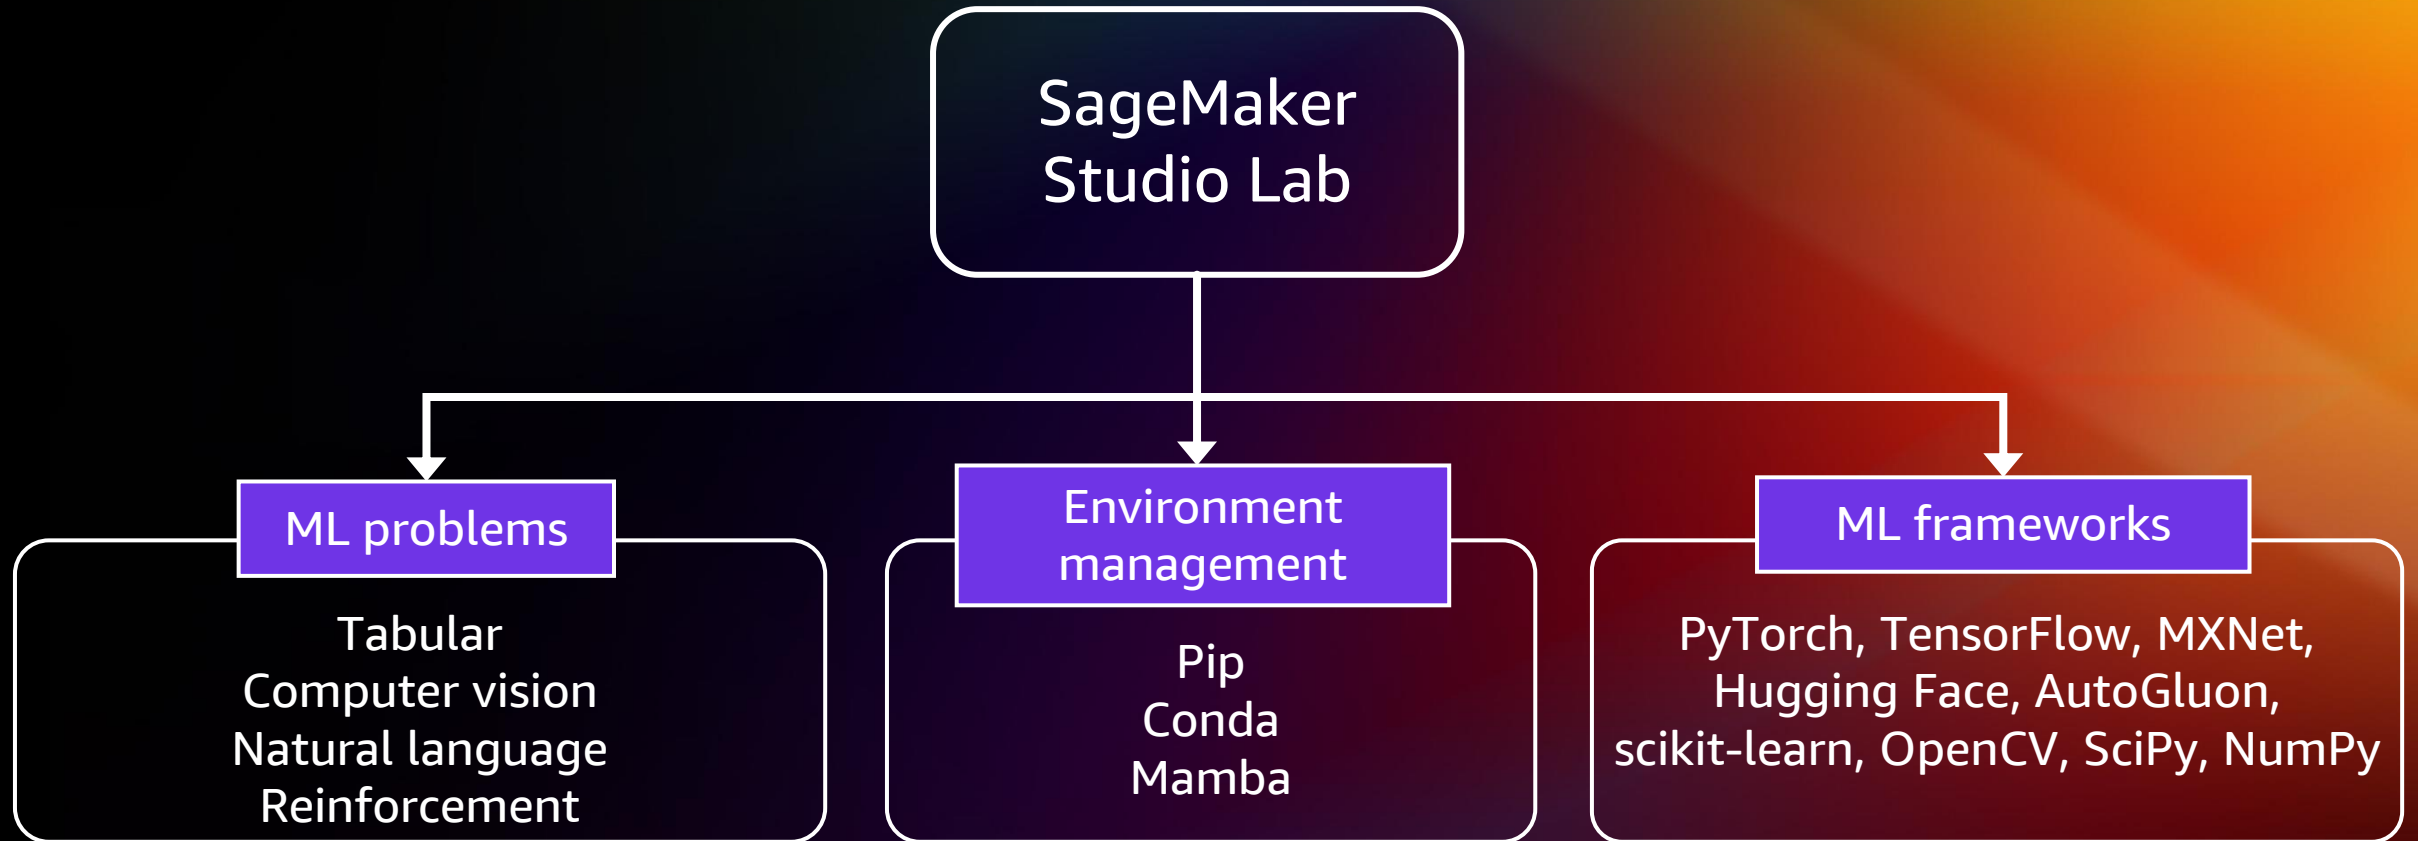 SageMaker
Studio Lab
ML problems
Tabular
Computer vision
Natural language
Reinforcement
Environment
management
Pip
Conda
Mamba
ML frameworks
PyTorch, TensorFlow, MXNet,
Hugging Face, AutoGluon,
scikit-learn, OpenCV, SciPy, NumPy